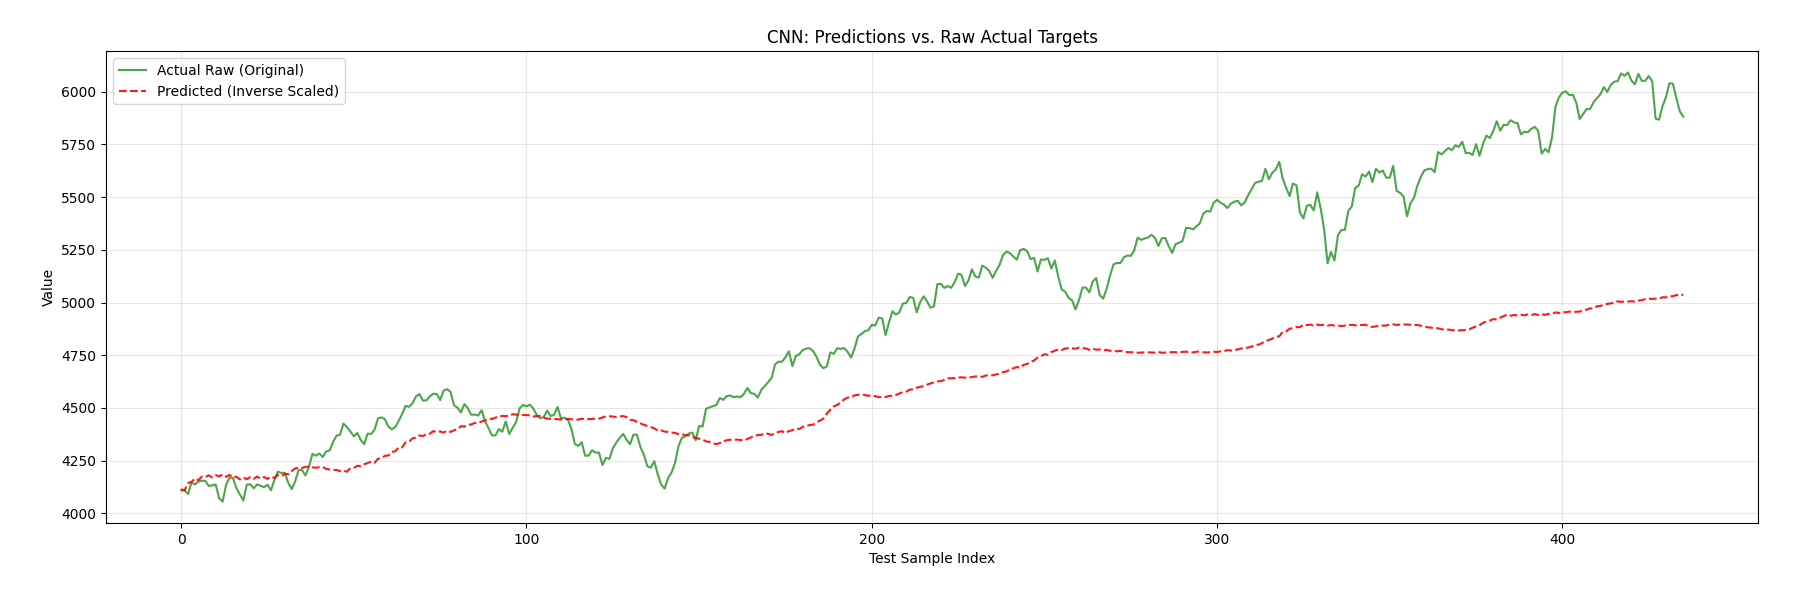 CNN: Predictions vs. Raw Actual Targets
Actual Raw (Original)
Predicted (Inverse Scaled)
6000
5750
5500
5250
5000
4750
4500
4250
4000
Value
0
100
200
300
400
Test Sample Index